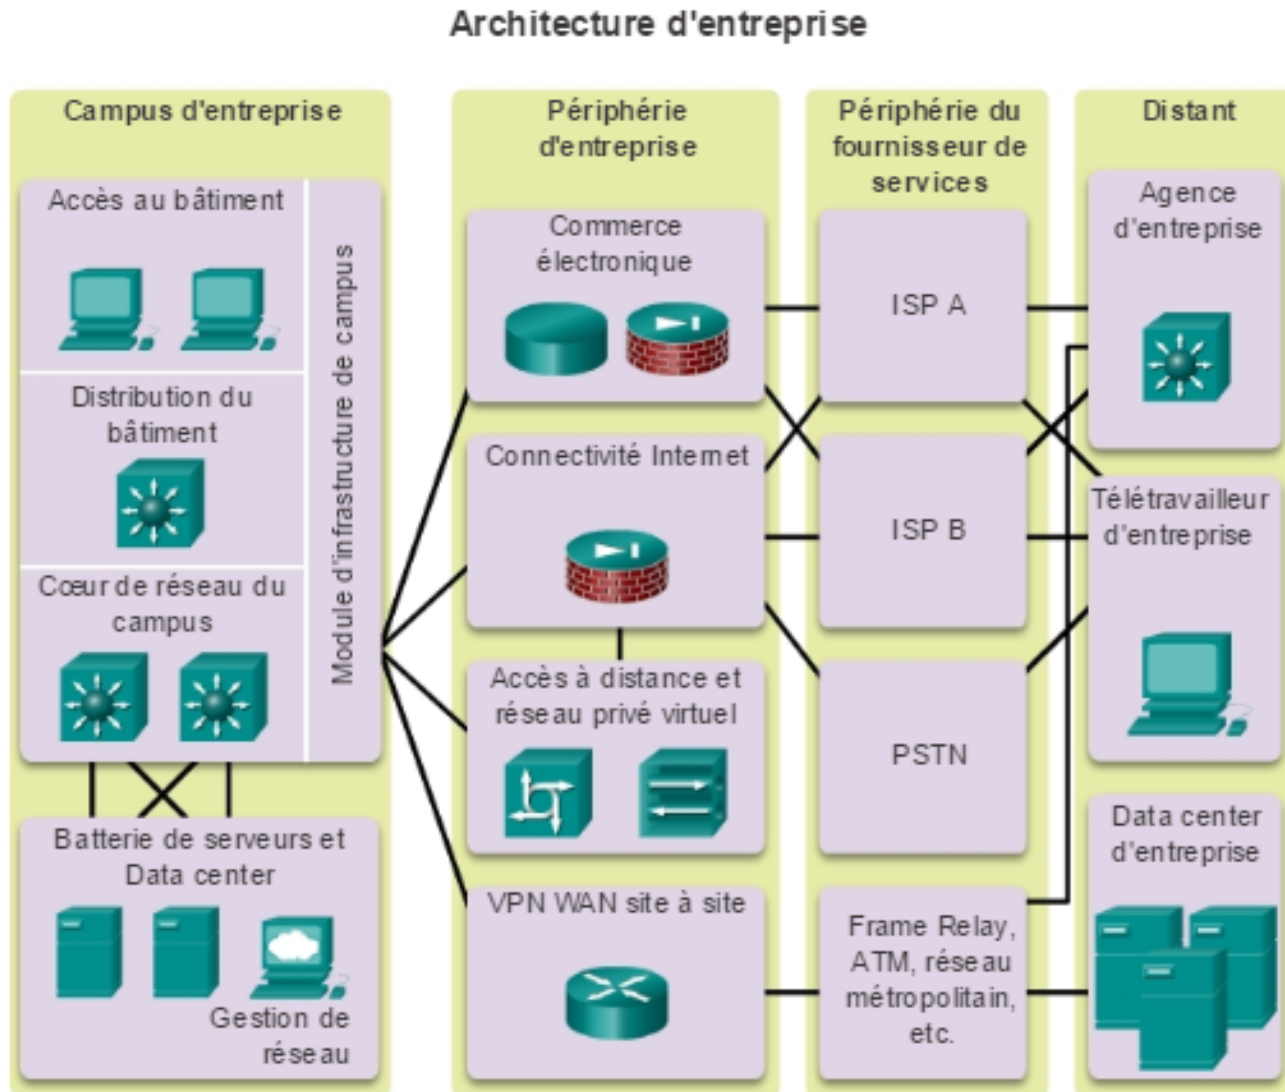 Architecture d'entreprise
Campus d'entreprise
Accès au bâtiment
Distribution du
bâtiment
Cœur de réseau du
campus
Module d'infrastructure de campus
Batterie de serveurs et
Data center
Gestion de
réseau
Périphérie
d'entreprise
Commerce
électronique
Connectivité Internet
Accès à distance et
réseau privé virtuel
VPN WAN site à site
Périphérie du
fournisseur de
services
ISP A
ISP B
PSTN
Frame Relay,
ATM, réseau
métropolitain,
etc.
Distant
Agence
d'entreprise
Télétravailleur
d'entreprise
Data center
d'entreprise